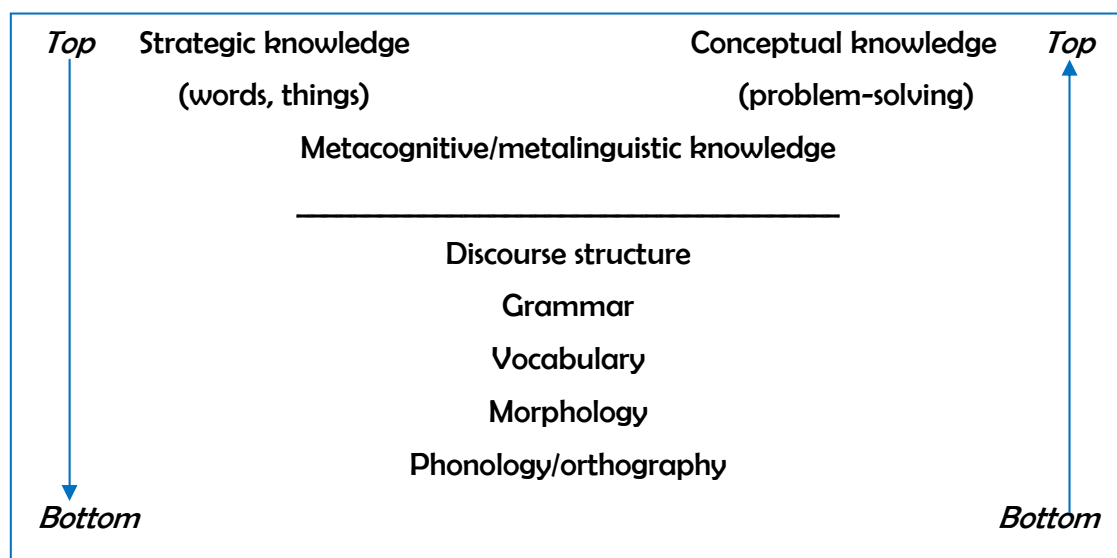 Top Strategic knowledge Conceptual knowledge Top
(words, things) (problem-solving)
Metacognitive/metalinguistic knowledge
Discourse structure
Grammar
Vocabulary
Morphology
Phonology/orthography
Bottom Bottom